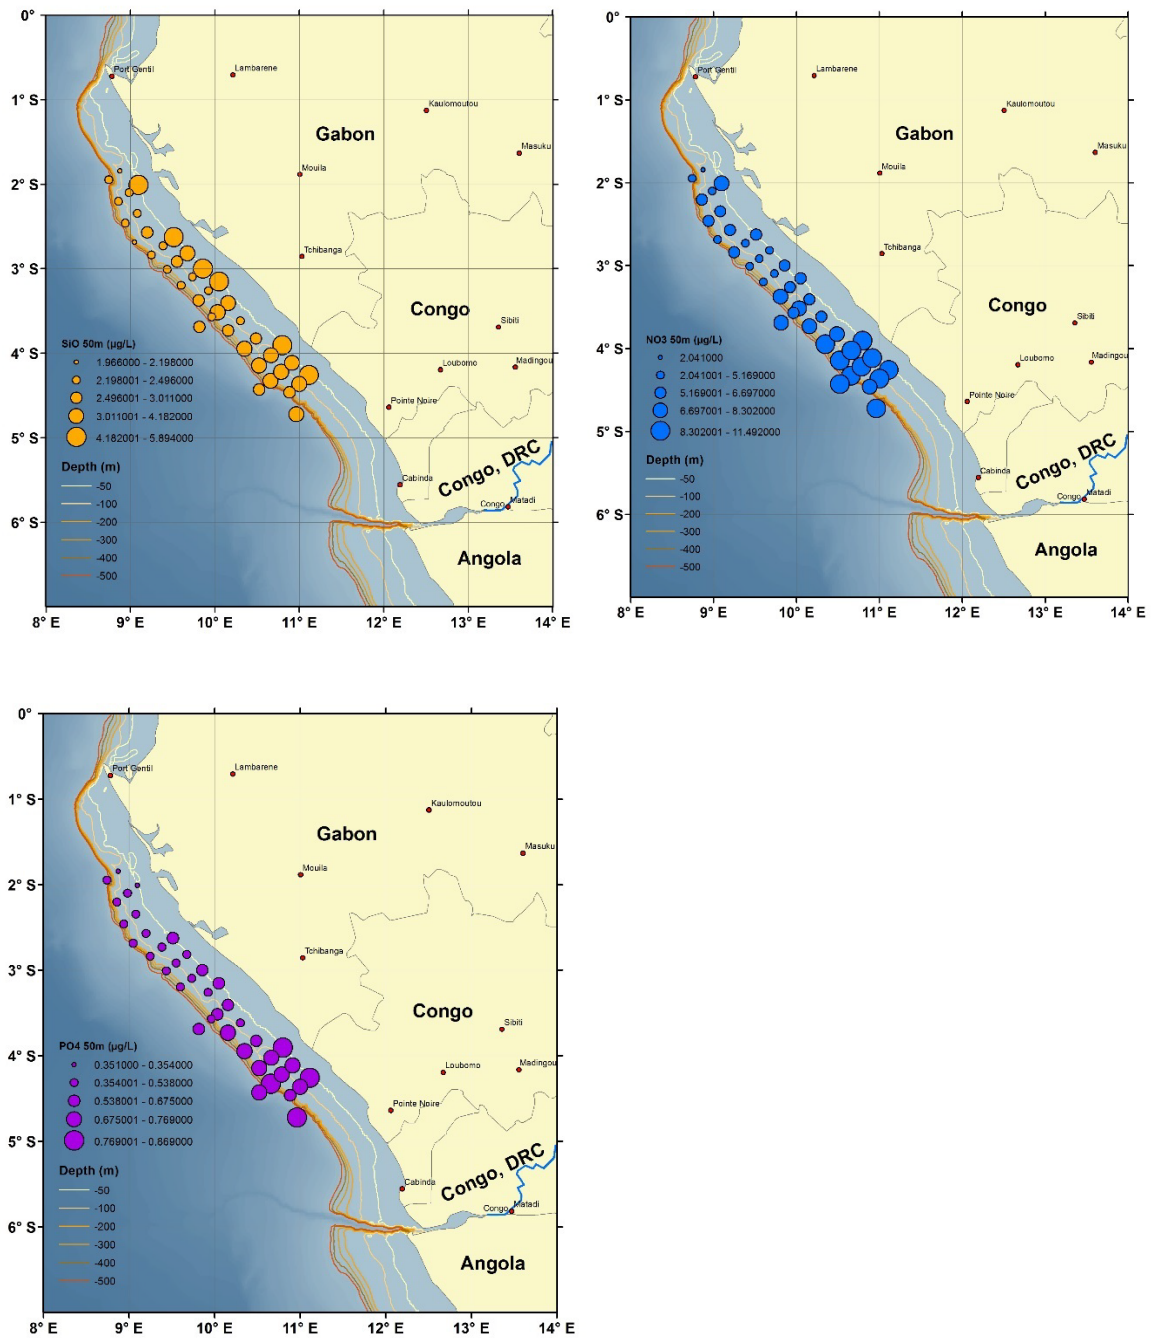 0°
1° S
2° S
3° S
4° S
5° S
6° S
8° E
9° E
10° E
11° E
12° E
13° E
14° E
Port Gentil
Lambarene
Kaulomoutou
Gabon
Masuku
Mouila
Tchibanga
Congo
Sibiti
Loubomo
Madingou
Pointe Noire
Cabinda
Congo, DRC
Congo
Matadi
Angola
SiO 50m (µg/L)
1.966000 - 2.198000
2.198001 - 2.496000
2.496001 - 3.011000
3.011001 - 4.182000
4.182001 - 5.894000
Depth (m)
-50
-100
-200
-300
-400
-500
0°
1° S
2° S
3° S
4° S
5° S
6° S
8° E
9° E
10° E
11° E
12° E
13° E
14° E
Port Gentil
Lambarene
Kaulomoutou
Gabon
Masuku
Mouila
Tchibanga
Congo
Sibiti
Loubomo
Madingou
Pointe Noire
Cabinda
Congo, DRC
Congo
Matadi
Angola
NO3 50m (µg/L)
2.041000
2.041001 - 5.169000
5.169001 - 6.697000
6.697001 - 8.302000
8.302001 - 11.492000
Depth (m)
-50
-100
-200
-300
-400
-500
0°
1° S
2° S
3° S
4° S
5° S
6° S
8° E
9° E
10° E
11° E
12° E
13° E
14° E
Port Gentil
Lambarene
Kaulomoutou
Gabon
Masuku
Mouila
Tchibanga
Congo
Sibiti
Loubomo
Madingou
Pointe Noire
Cabinda
Congo, DRC
Congo
Matadi
Angola
PO4 50m (µg/L)
0.351000 - 0.354000
0.354001 - 0.538000
0.538001 - 0.675000
0.675001 - 0.769000
0.769001 - 0.869000
Depth (m)
-50
-100
-200
-300
-400
-500